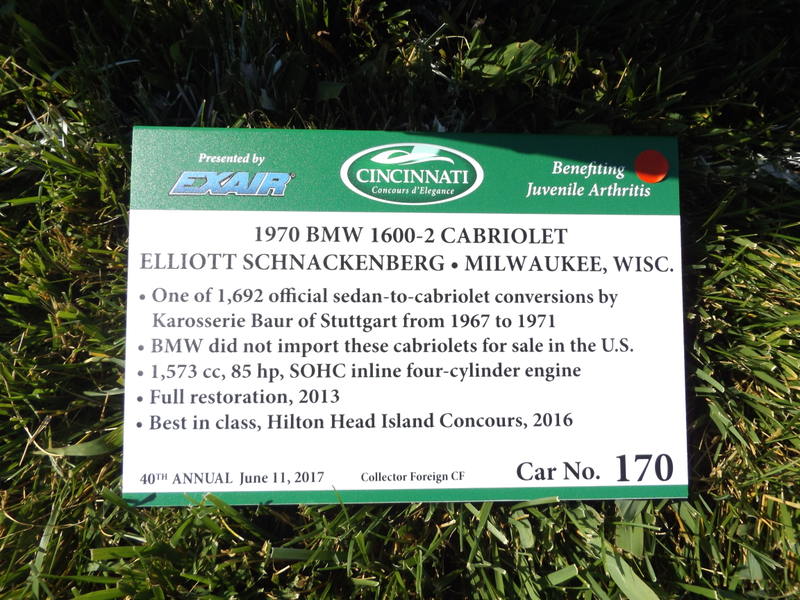 Presented by
EXAIR
CINCINNATI
Concours d'Elegance
Benefiting
Juvenile Arthritis
1970 BMW 1600-2 CABRIOLET
ELLIOTT SCHNACKENBERG • MILWAUKEE, WISC.
• One of 1,692 official sedan-to-cabriolet conversions by
Karosserie Baur of Stuttgart from 1967 to 1971
• BMW did not import these cabriolets for sale in the U.S.
• 1,573 cc, 85 hp, SOHC inline four-cylinder engine
• Full restoration, 2013
• Best in class, Hilton Head Island Concours, 2016
40TH ANNUAL June 11, 2017 Collector Foreign CF Car No. 170